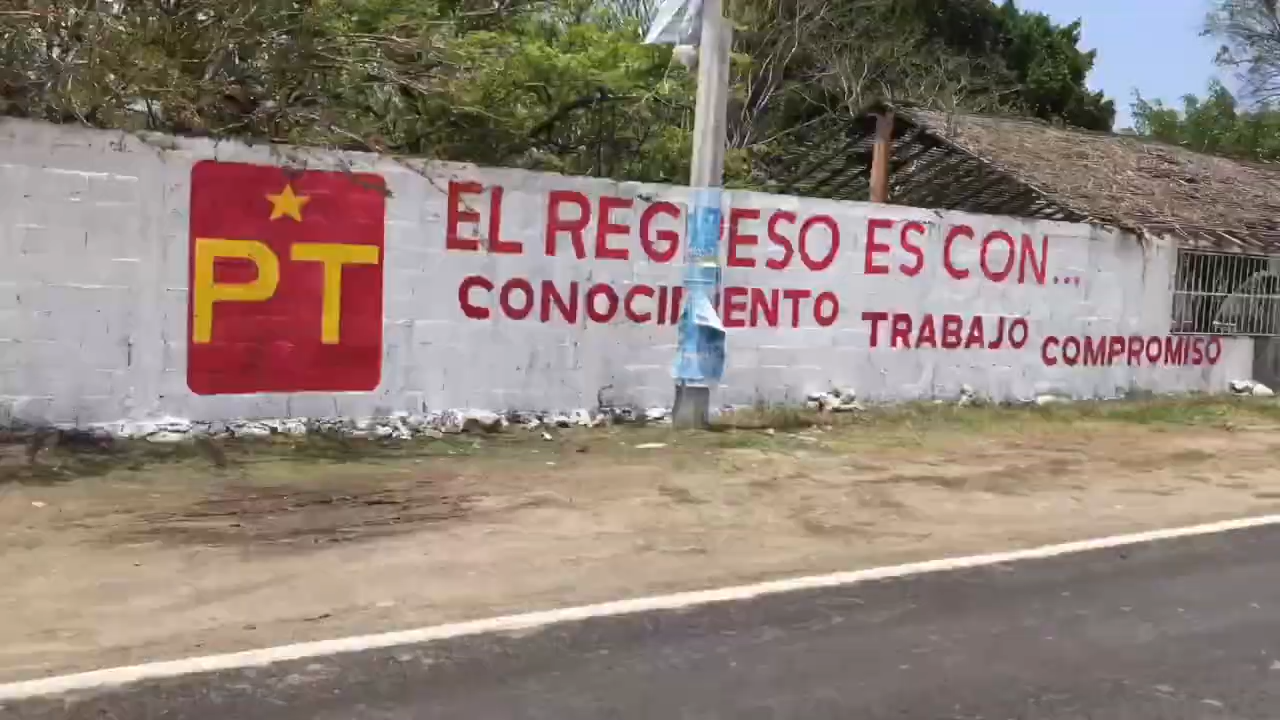 PT
EL REGRESO ES CON...
CONOCIMIENTO TRABAJO COMPROMISO